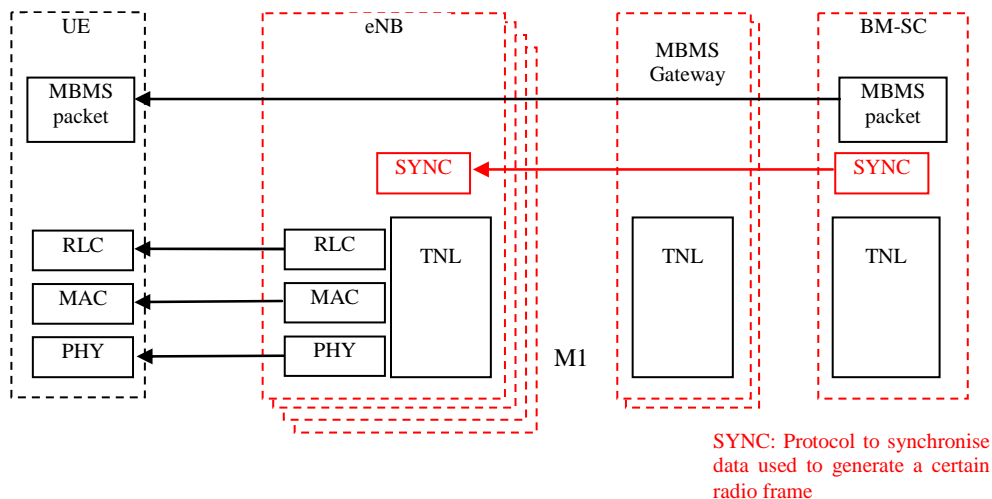 UE
eNB
MBMS
Gateway
BM-SC
MBMS
packet
MBMS
packet
SYNC
SYNC
RLC
RLC
TNL
TNL
TNL
MAC
MAC
PHY
PHY
M1
SYNC: Protocol to synchronise
data used to generate a certain
radio frame